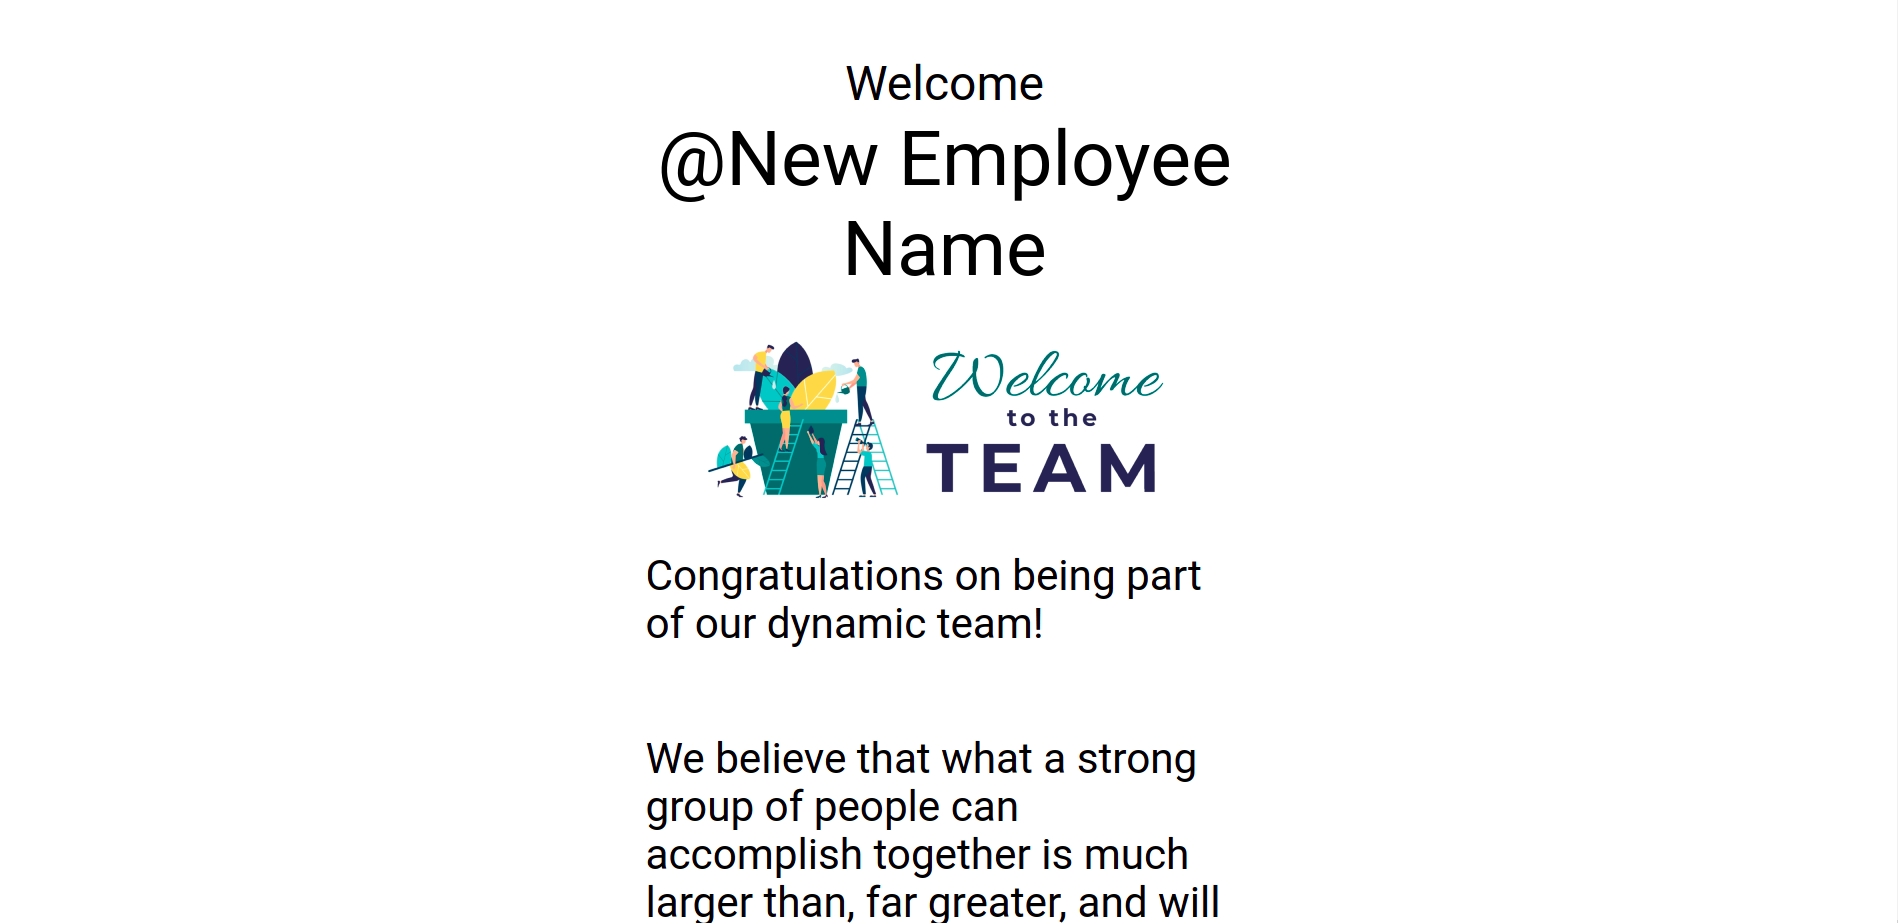 Welcome
@New Employee
Name
Welcome
to the
TEAM
Congratulations on being part
of our dynamic team!
We believe that what a strong
group of people can
accomplish together is much
larger than, far greater, and will